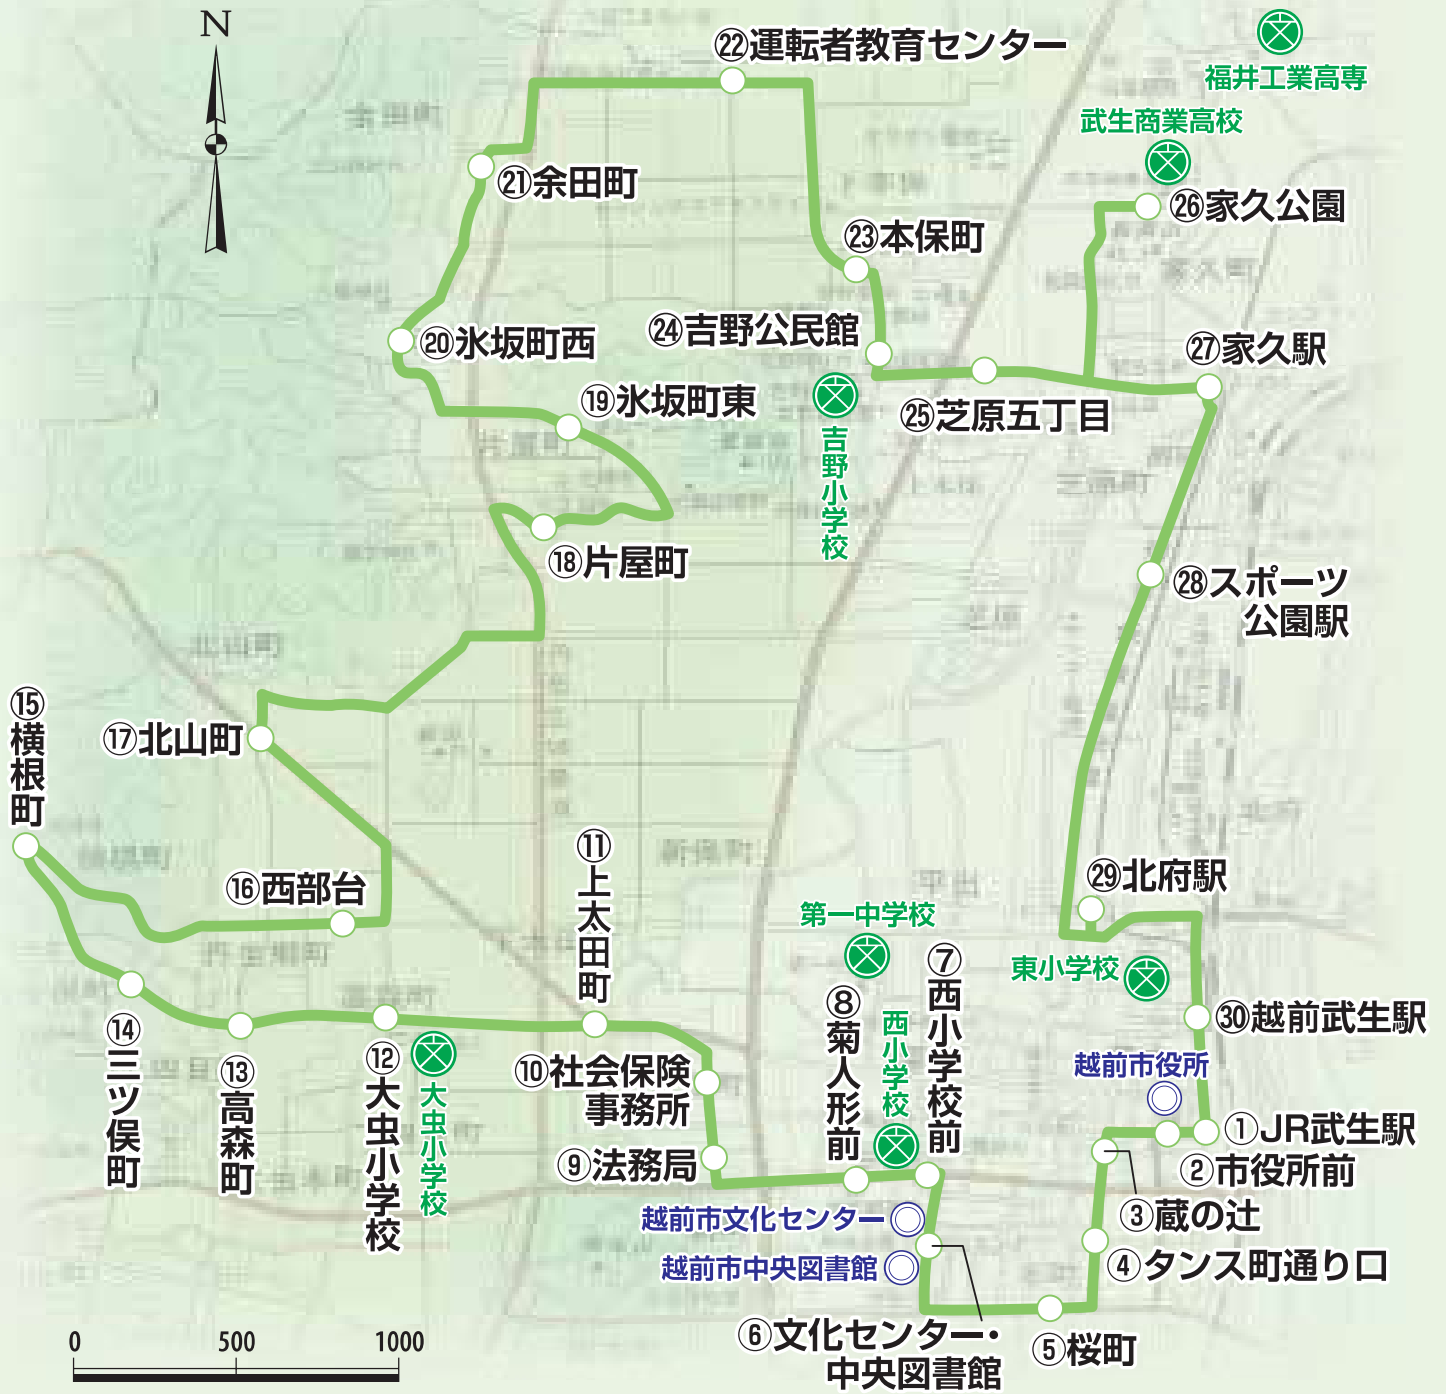 N
㉒運転者教育センター
福井工業高専
武生商業高校
㉑余田町
㉖家久公園
㉓本保町
㉔吉野公民館
㉗家久駅
⑳氷坂町西
⑲氷坂町東
㉕芝原五丁目
吉野小学校
⑱片屋町
㉘スポーツ
公園駅
⑮横根町
⑰北山町
⑯西部台
⑪上太田町
㉙北府駅
第一中学校
⑦西小学校前
東小学校
⑧菊人形前
西小学校
㉚越前武生駅
⑭三ツ俣町
⑬高森町
⑫大虫小学校
大虫小学校
⑩社会保険
事務所
越前市役所
①JR武生駅
②市役所前
⑨法務局
③蔵の辻
越前市文化センター
越前市中央図書館
④タンス町通り口
⑥文化センター・
中央図書館
⑤桜町
0 500 1000